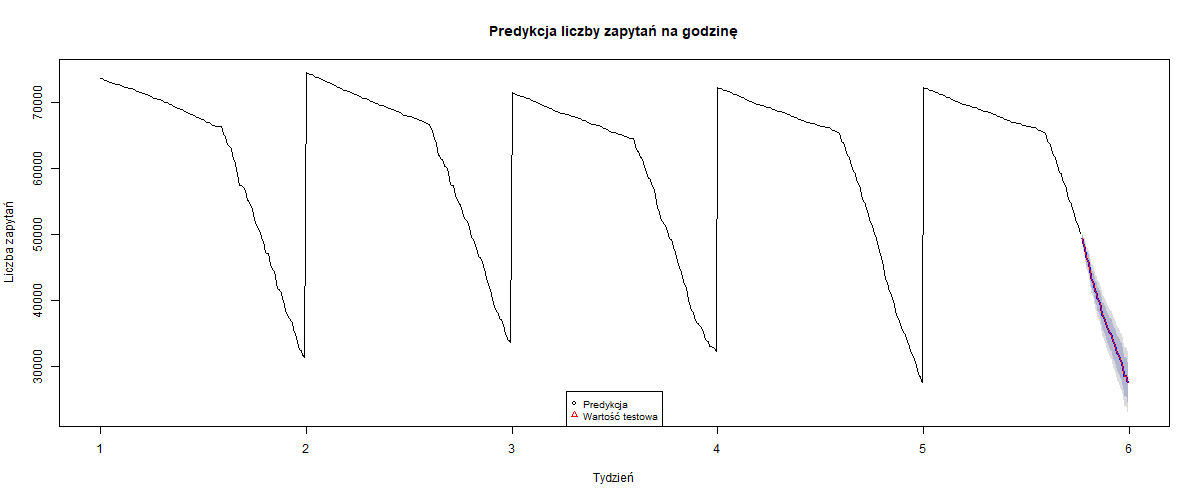 Predykcja liczby zapytań na godzinę
Liczba zapytań
70000
60000
50000
40000
30000
Predykcja
Wartość testowa
1 2 3 4 5 6
Tydzień